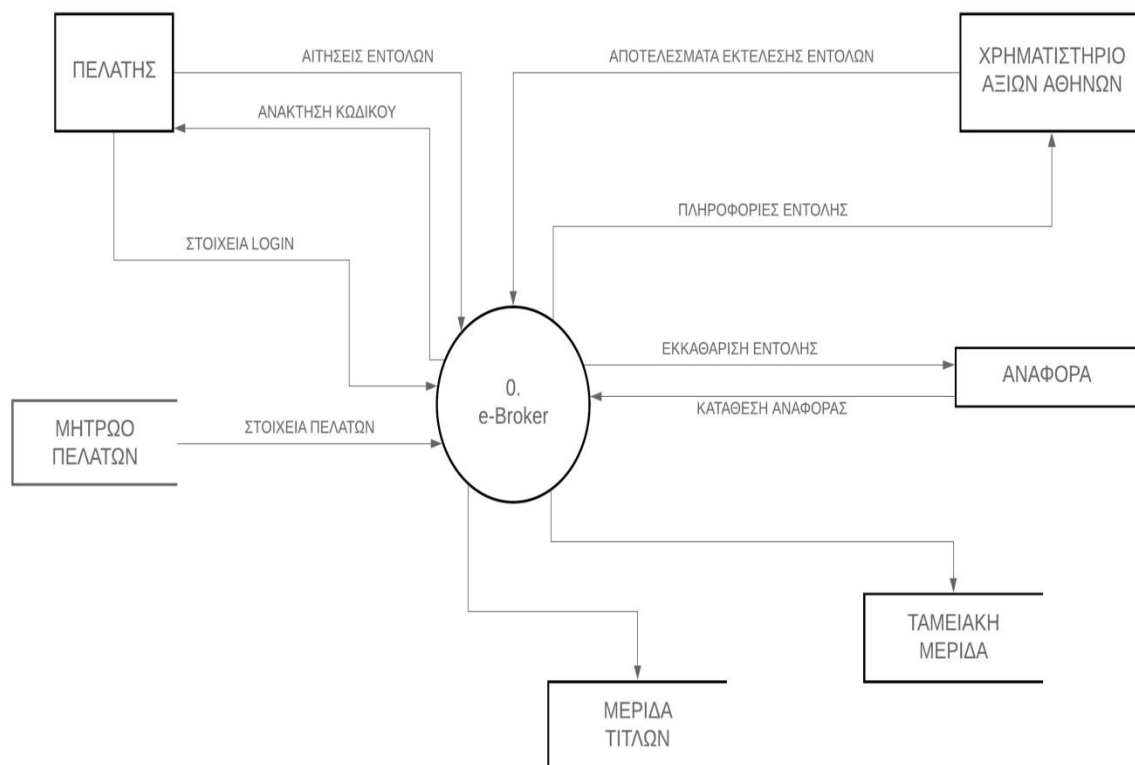 ΠΕΛΑΤΗΣ
ΑΙΤΗΣΕΙΣ ΕΝΤΟΛΩΝ
ΑΠΟΤΕΛΕΣΜΑΤΑ ΕΚΤΕΛΕΣΗΣ ΕΝΤΟΛΩΝ
ΧΡΗΜΑΤΙΣΤΗΡΙΟ
ΑΞΙΩΝ ΑΘΗΝΩΝ
ΑΝΑΚΤΗΣΗ ΚΩΔΙΚΟΥ
ΠΛΗΡΟΦΟΡΙΕΣ ΕΝΤΟΛΗΣ
ΣΤΟΙΧΕΙΑ LOGIN
ΕΚΚΑΘΑΡΙΣΗ ΕΝΤΟΛΗΣ
ΑΝΑΦΟΡΑ
0.
e-Broker
ΚΑΤΑΘΕΣΗ ΑΝΑΦΟΡΑΣ
ΜΗΤΡΩΟ
ΠΕΛΑΤΩΝ
ΣΤΟΙΧΕΙΑ ΠΕΛΑΤΩΝ
ΤΑΜΕΙΑΚΗ
ΜΕΡΙΔΑ
ΜΕΡΙΔΑ
ΤΙΤΛΩΝ